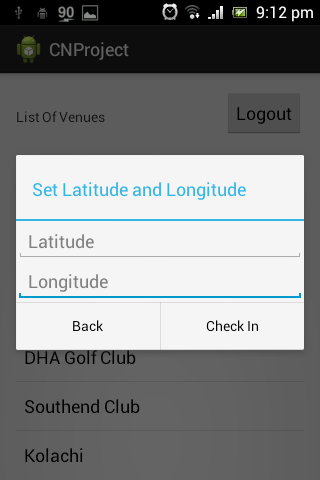 90 9:12 pm
CNProject
List Of Venues Logout
Set Latitude and Longitude
Latitude
Longitude
Back Check In
DHA Golf Club
Southend Club
Kolachi